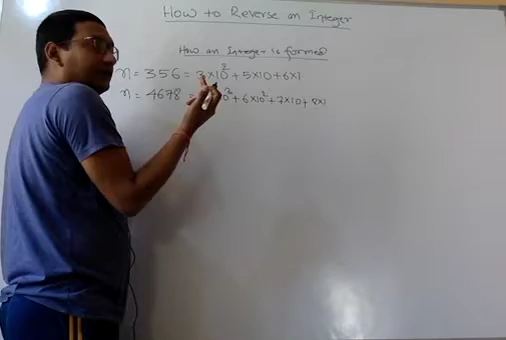 How to Reverse an Integer
How an Integer is formed
n = 356 = 3×10² + 5×10 + 6×1
n = 4678 = 0³ + 6×10² + 7×10 + 8×1